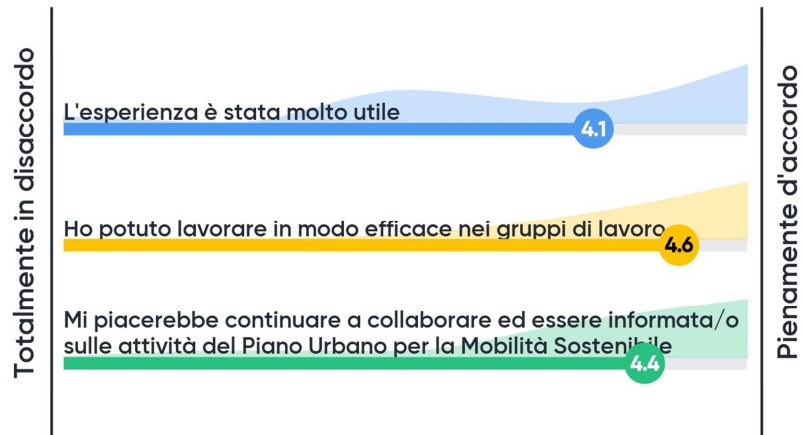 Totalmente in disaccordo
L'esperienza è stata molto utile
4.1
Ho potuto lavorare in modo efficace nei gruppi di lavoro
4.6
Mi piacerebbe continuare a collaborare ed essere informata/o
sulle attività del Piano Urbano per la Mobilità Sostenibile
4.4
Pienamente d'accordo